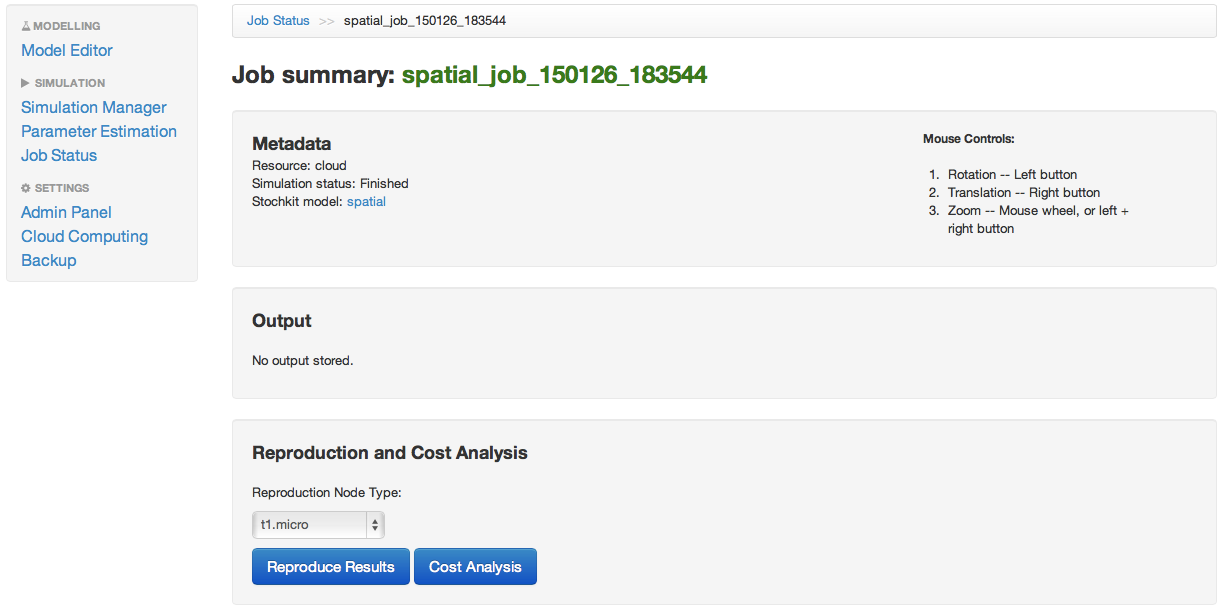 MODELLING
Model Editor
SIMULATION
Simulation Manager
Parameter Estimation
Job Status
SETTINGS
Admin Panel
Cloud Computing
Backup
Job Status >> spatial_job_150126_183544
Job summary: spatial_job_150126_183544
Metadata
Resource: cloud
Simulation status: Finished
Stochkit model: spatial
Mouse Controls:
1. Rotation -- Left button
2. Translation -- Right button
3. Zoom -- Mouse wheel, or left +
right button
Output
No output stored.
Reproduction and Cost Analysis
Reproduction Node Type:
t1.micro
Reproduce Results Cost Analysis